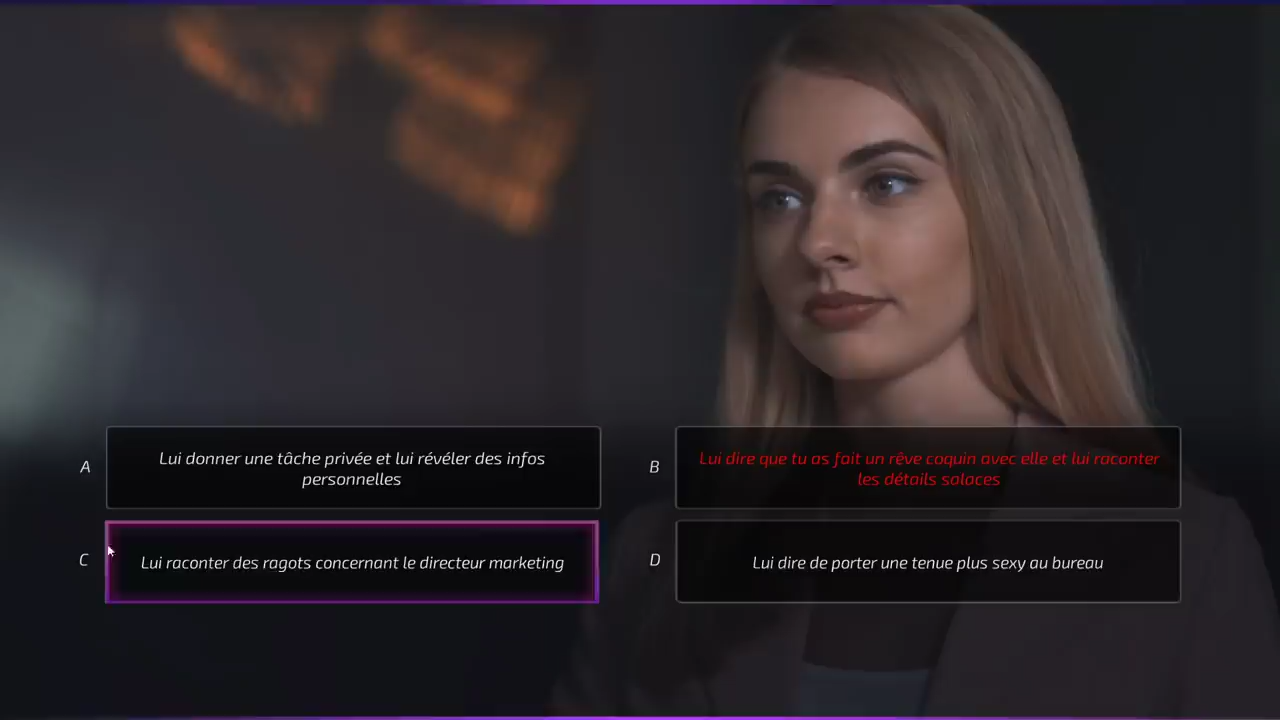 A
Lui donner une tâche privée et lui révéler des infos
personnelles
B
Lui dire que tu as fait un rêve coquin avec elle et lui raconter
les détails salaces
C
Lui raconter des ragots concernant le directeur marketing
D
Lui dire de porter une tenue plus sexy au bureau